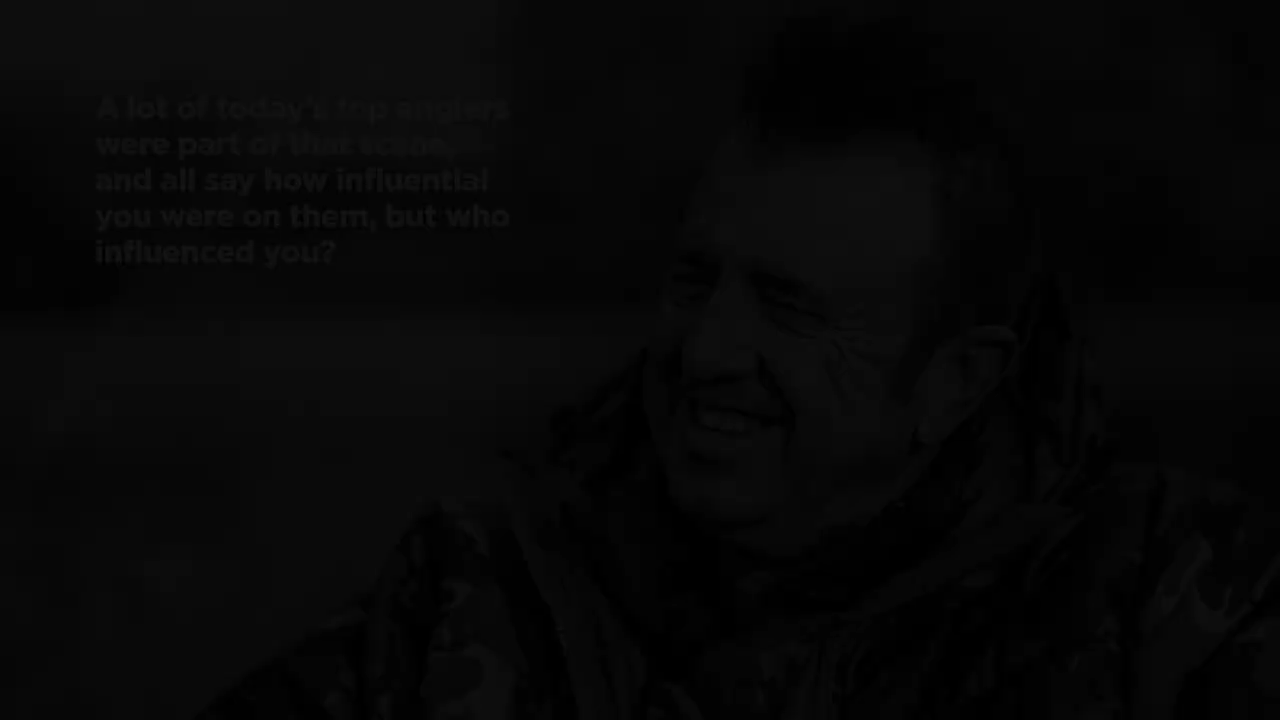 A lot of today's top anglers
were part of that scene,
and all say how influential
you were on them, but who
influenced you?